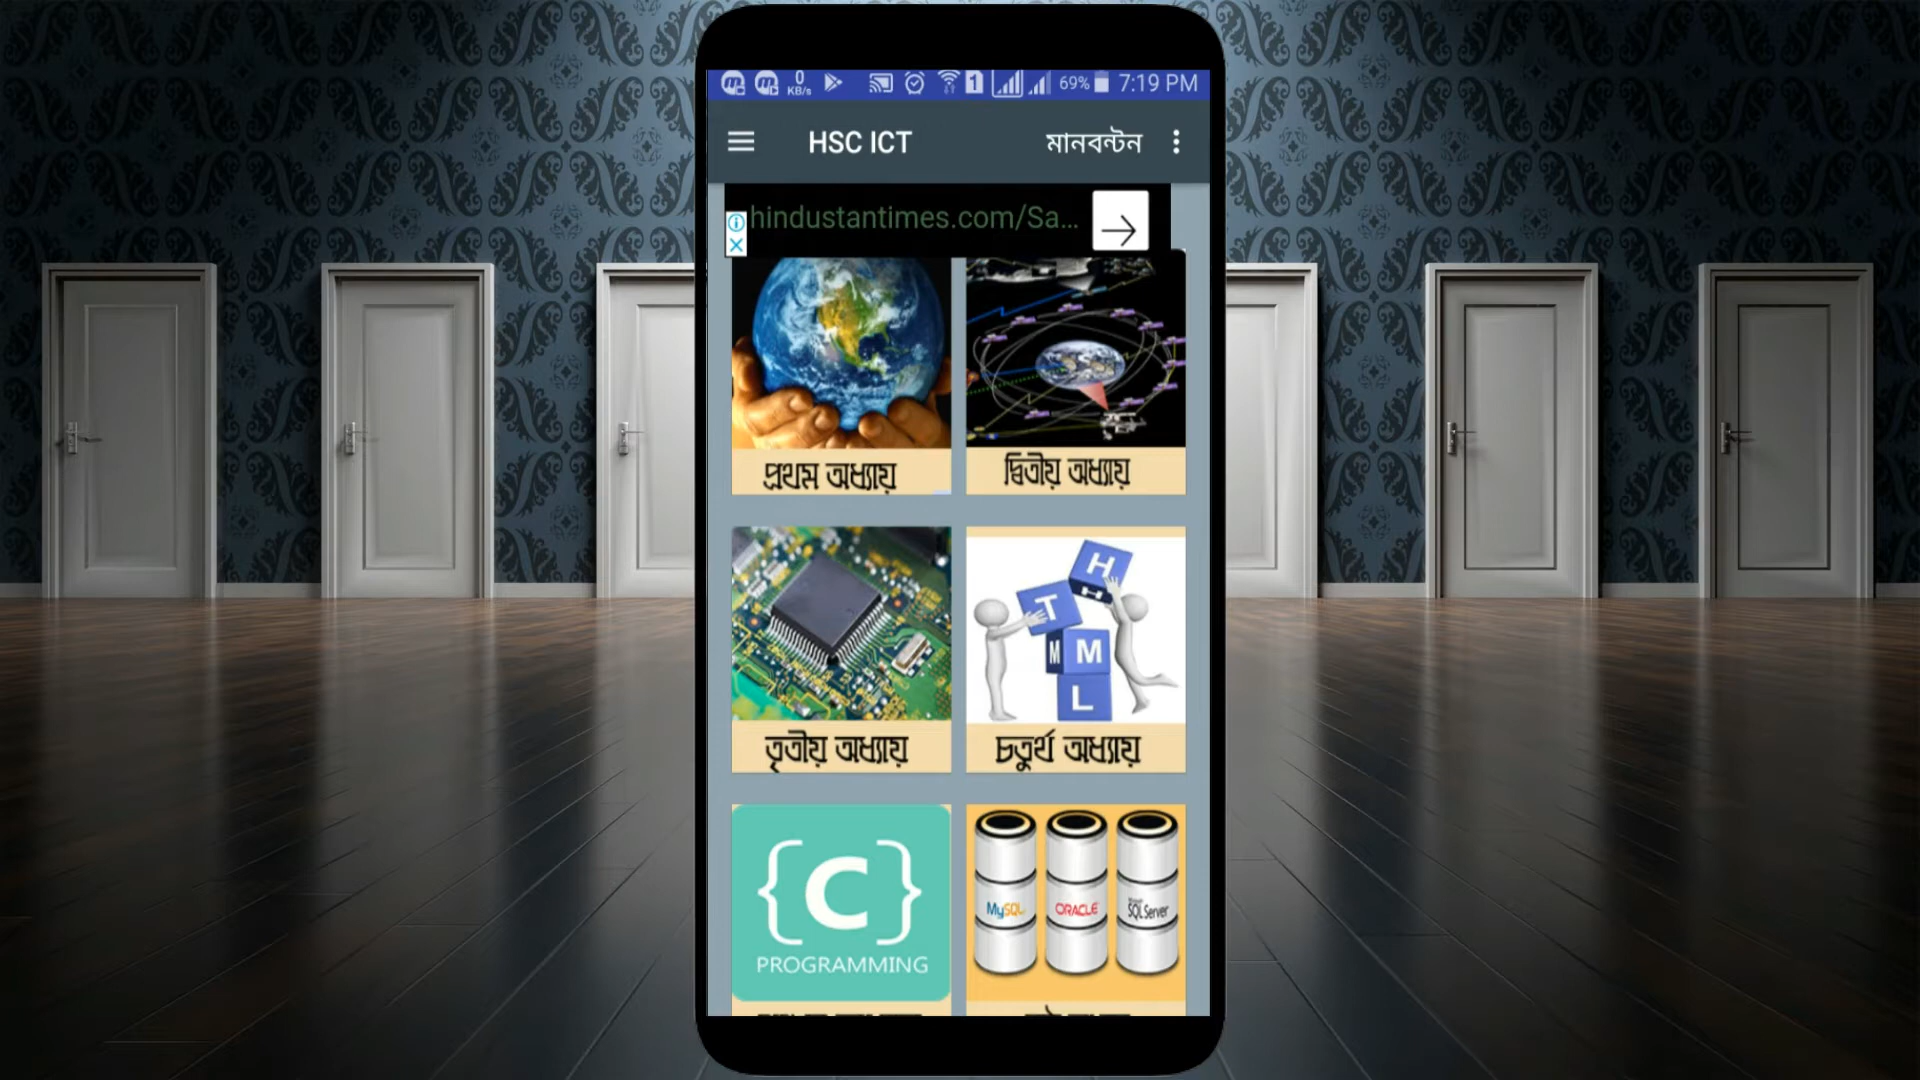 0
KB/s
1
69%
7:19 PM
HSC ICT
মানবন্টন
hindustantimes.com/Sa...
প্রথম অধ্যায়
দ্বিতীয় অধ্যায়
H
T
M
M
L
তৃতীয় অধ্যায়
চতুর্থ অধ্যায়
{C}
PROGRAMMING
MySQL
ORACLE
SQL Server